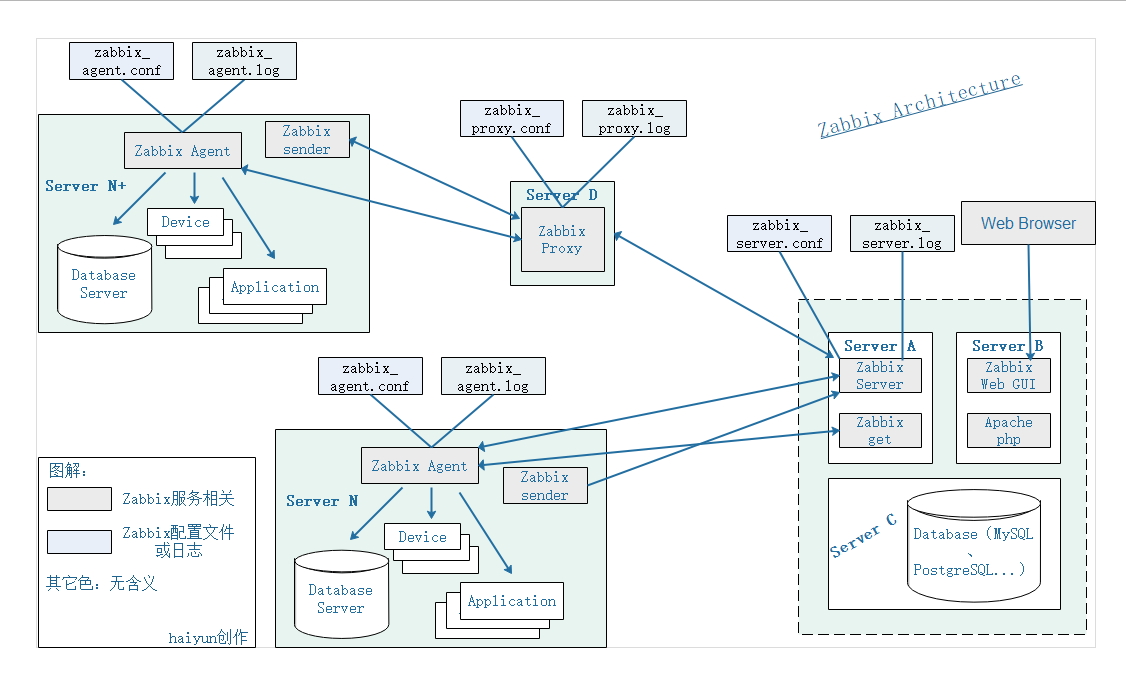 zabbix_
agent.conf
zabbix_
agent.log
Zabbix Architecture
zabbix_
proxy.conf
zabbix_
proxy.log
Zabbix Agent
Zabbix
sender
Server N+
Device
Database
Server
Application
Server D
Zabbix
Proxy
zabbix_
server.conf
zabbix_
server.log
Web Browser
Server A
Zabbix
Server
Zabbix
get
Server B
Zabbix
Web GUI
Apache
php
zabbix_
agent.conf
zabbix_
agent.log
Zabbix Agent
Zabbix
sender
Server N
Device
Database
Server
Application
Server C
Database（MySQL
、
PostgreSQL...）
图解：
Zabbix服务相关
Zabbix配置文件
或日志
其它色：无含义
haiyun创作